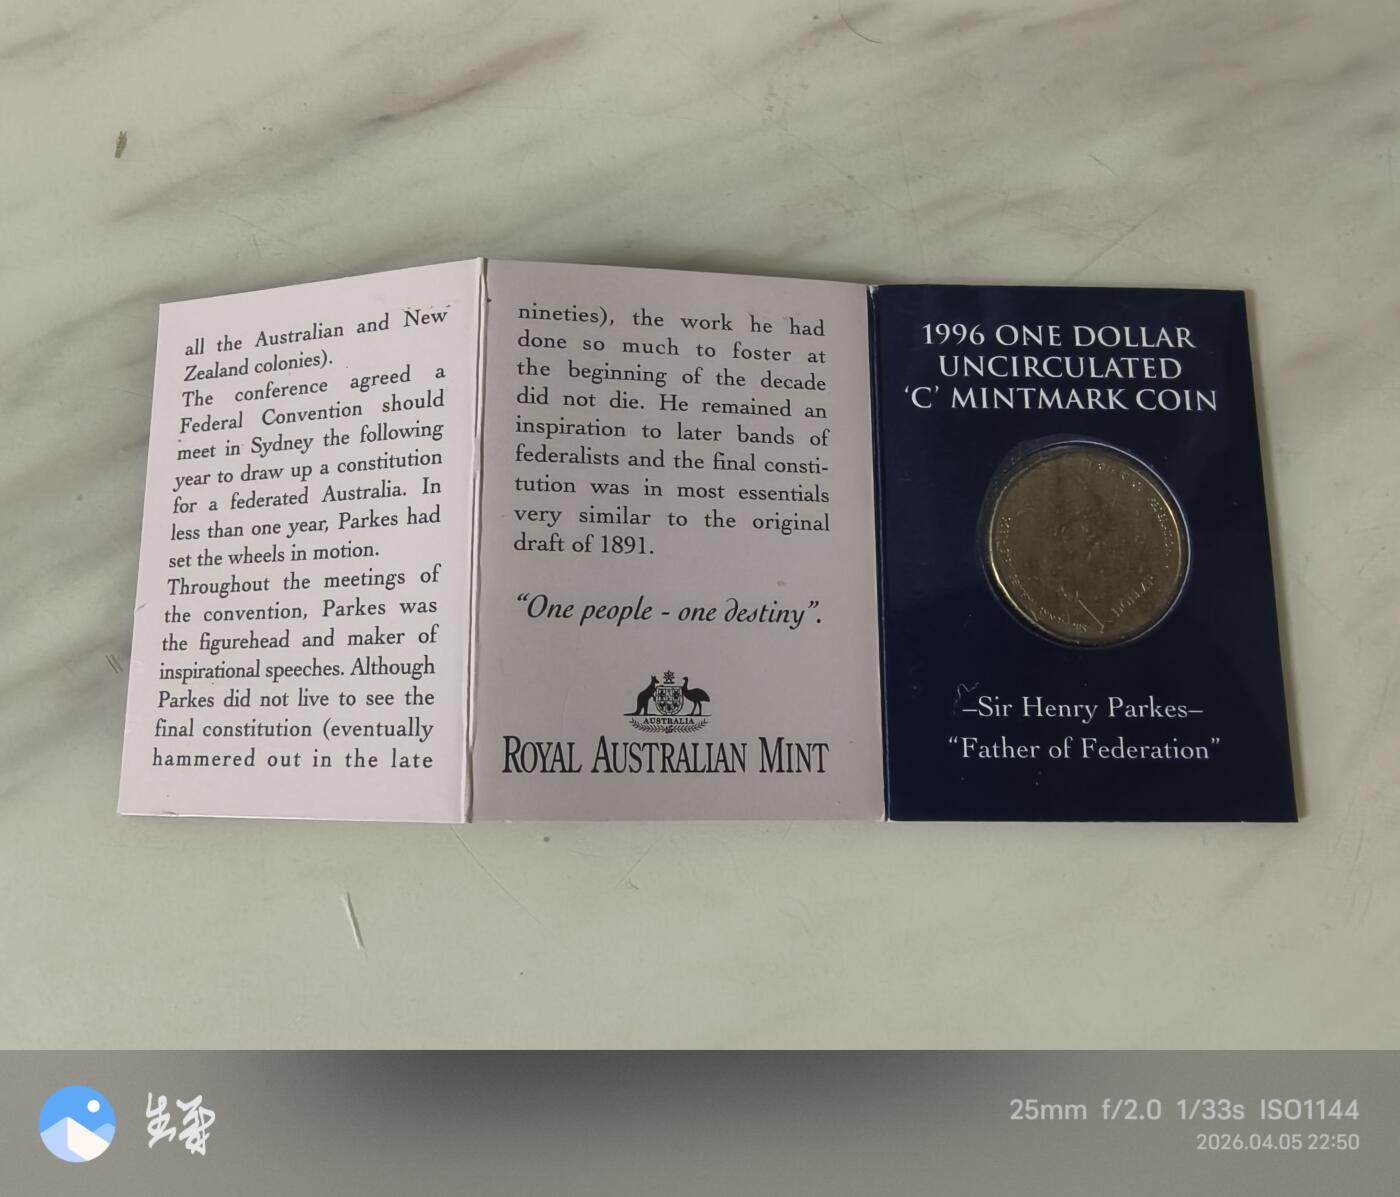 all the Australian and New
Zealand colonies).
The conference agreed a
Federal Convention should
meet in Sydney the following
year to draw up a constitution
for a federated Australia. In
less than one year, Parkes had
set the wheels in motion.
Throughout the meetings of
the convention, Parkes was
the figurehead and maker of
inspirational speeches. Although
Parkes did not live to see the
final constitution (eventually
hammered out in the late
nineties), the work he had
done so much to foster at
the beginning of the decade
did not die. He remained an
inspiration to later bands of
federalists and the final consti-
tution was in most essentials
very similar to the original
draft of 1891.
“One people - one destiny”.
AUSTRALIA
ROYAL AUSTRALIAN MINT
1996 ONE DOLLAR
UNCIRCULATED
‘C’ MINTMARK COIN
DOLLAR
–Sir Henry Parkes–
“Father of Federation”
25mm f/2.0 1/33s ISO1144
2026.04.05 22:50